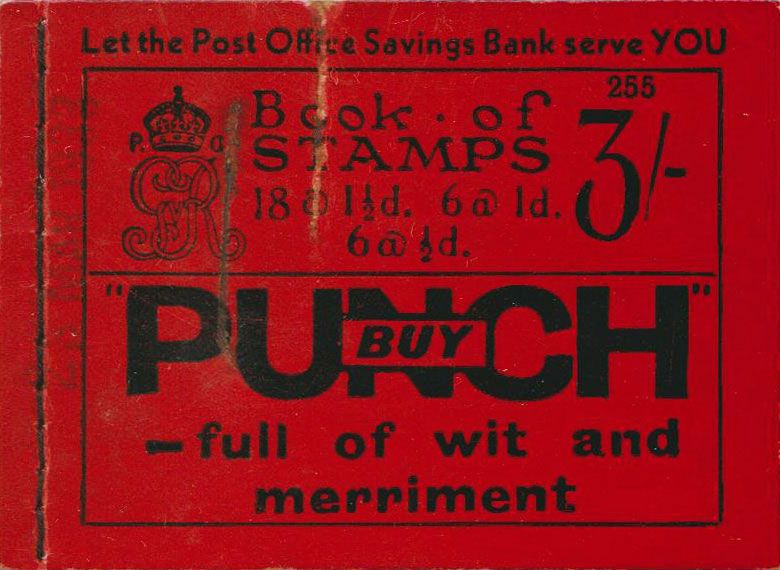 Let the Post Office Savings Bank serve YOU
255
P. O
GR
Book · of
STAMPS
3/-
18 @ 1½d. 6 @ 1d.
6 @ ½d.
"PUNCH"
BUY
– full of wit and
merriment